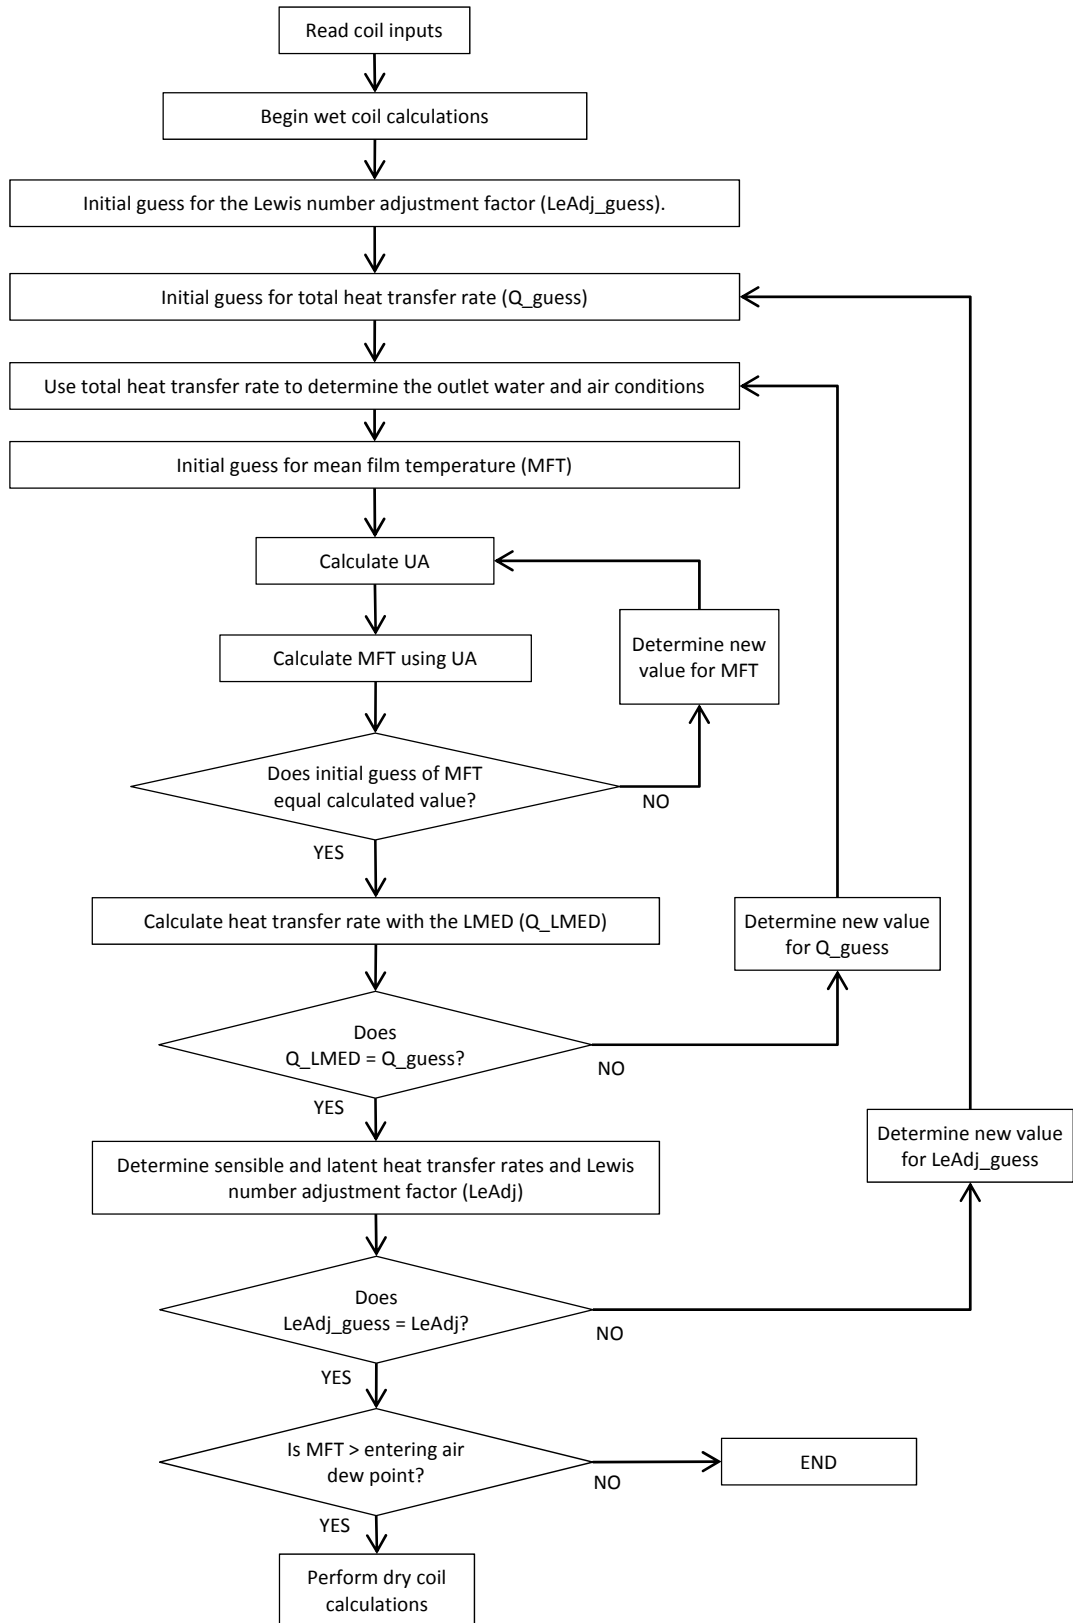 Read coil inputs
Begin wet coil calculations
Initial guess for the Lewis number adjustment factor (LeAdj_guess).
Initial guess for total heat transfer rate (Q_guess)
Use total heat transfer rate to determine the outlet water and air conditions
Initial guess for mean film temperature (MFT)
Calculate UA
Determine new
value for MFT
Calculate MFT using UA
Does initial guess of MFT
equal calculated value?
NO
YES
Calculate heat transfer rate with the LMED (Q_LMED)
Determine new value
for Q_guess
Does
Q_LMED = Q_guess?
NO
YES
Determine new value
for LeAdj_guess
Determine sensible and latent heat transfer rates and Lewis
number adjustment factor (LeAdj)
Does
LeAdj_guess = LeAdj?
NO
YES
Is MFT > entering air
dew point?
NO
END
YES
Perform dry coil
calculations